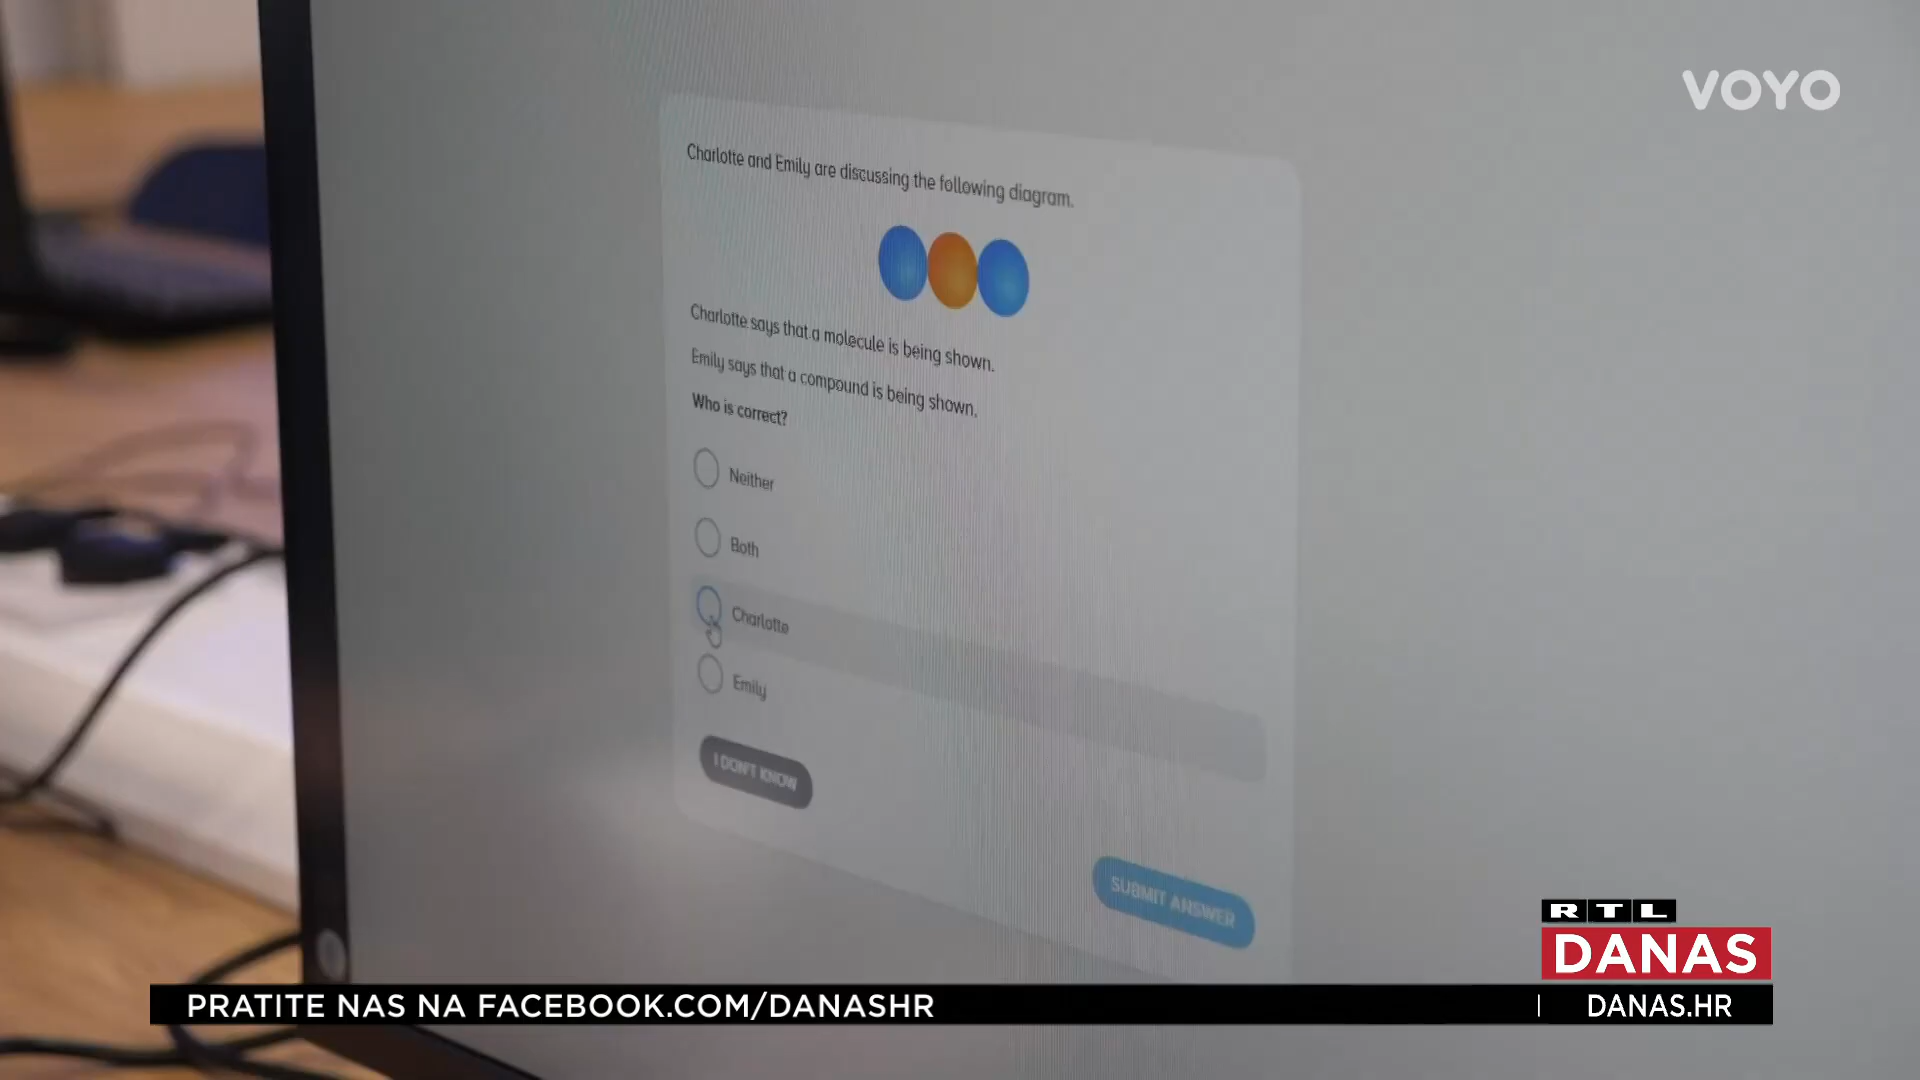 VOYO
Charlotte and Emily are discussing the following diagram.
Charlotte says that a molecule is being shown.
Emily says that a compound is being shown.
Who is correct?
Neither
Both
Charlotte
Emily
I DON'T KNOW
SUBMIT ANSWER
RTL
DANAS
PRATITE NAS NA FACEBOOK.COM/DANASHR
DANAS.HR